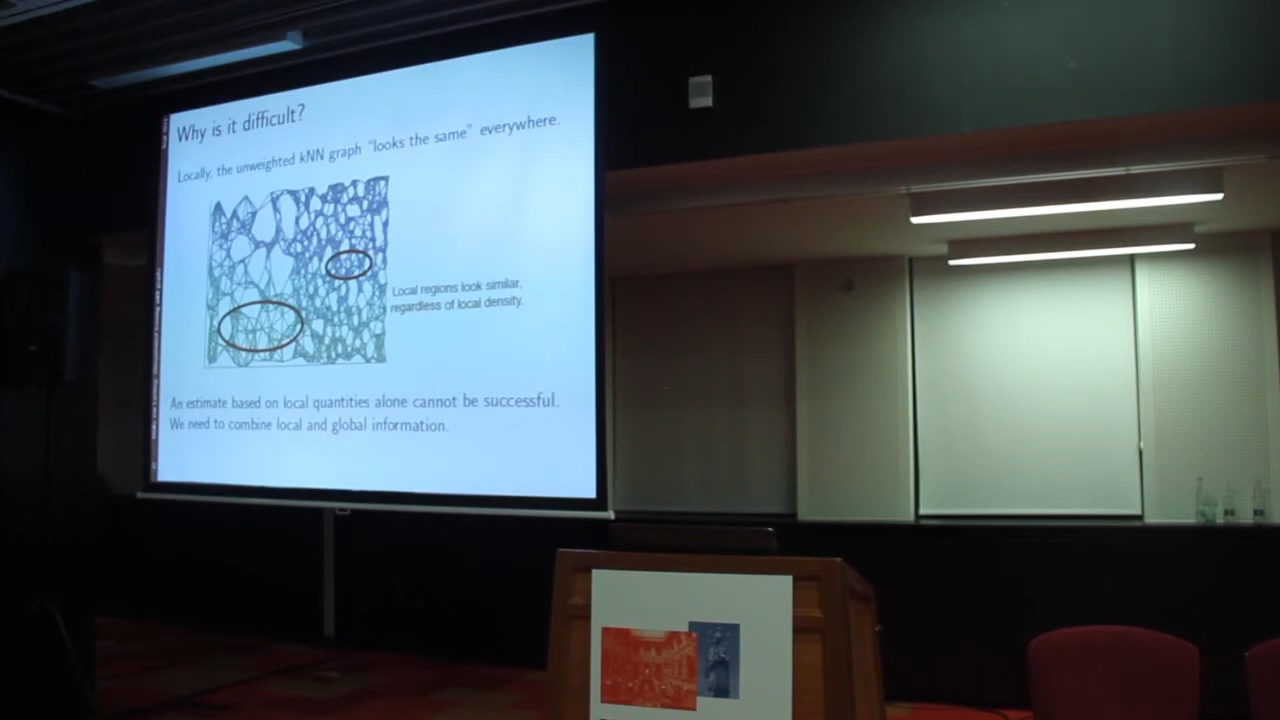 Why is it difficult?
Locally, the unweighted kNN graph "looks the same" everywhere.
Local regions look similar,
regardless of local density.
An estimate based on local quantities alone cannot be successful.
We need to combine local and global information.